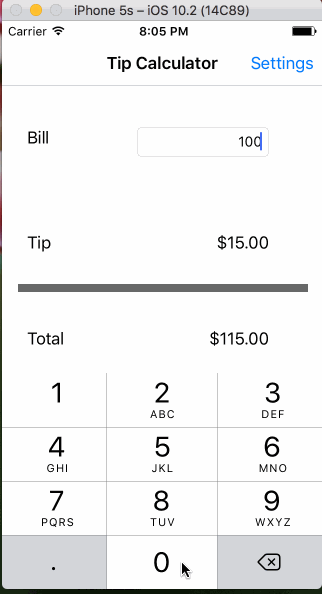 iPhone 5s – iOS 10.2 (14C89)
Carrier 8:05 PM
Tip Calculator Settings
Bill 100
Tip $15.00
Total $115.00
1 2 3
ABC DEF
4 5 6
GHI JKL MNO
7 8 9
PQRS TUV WXYZ
. 0